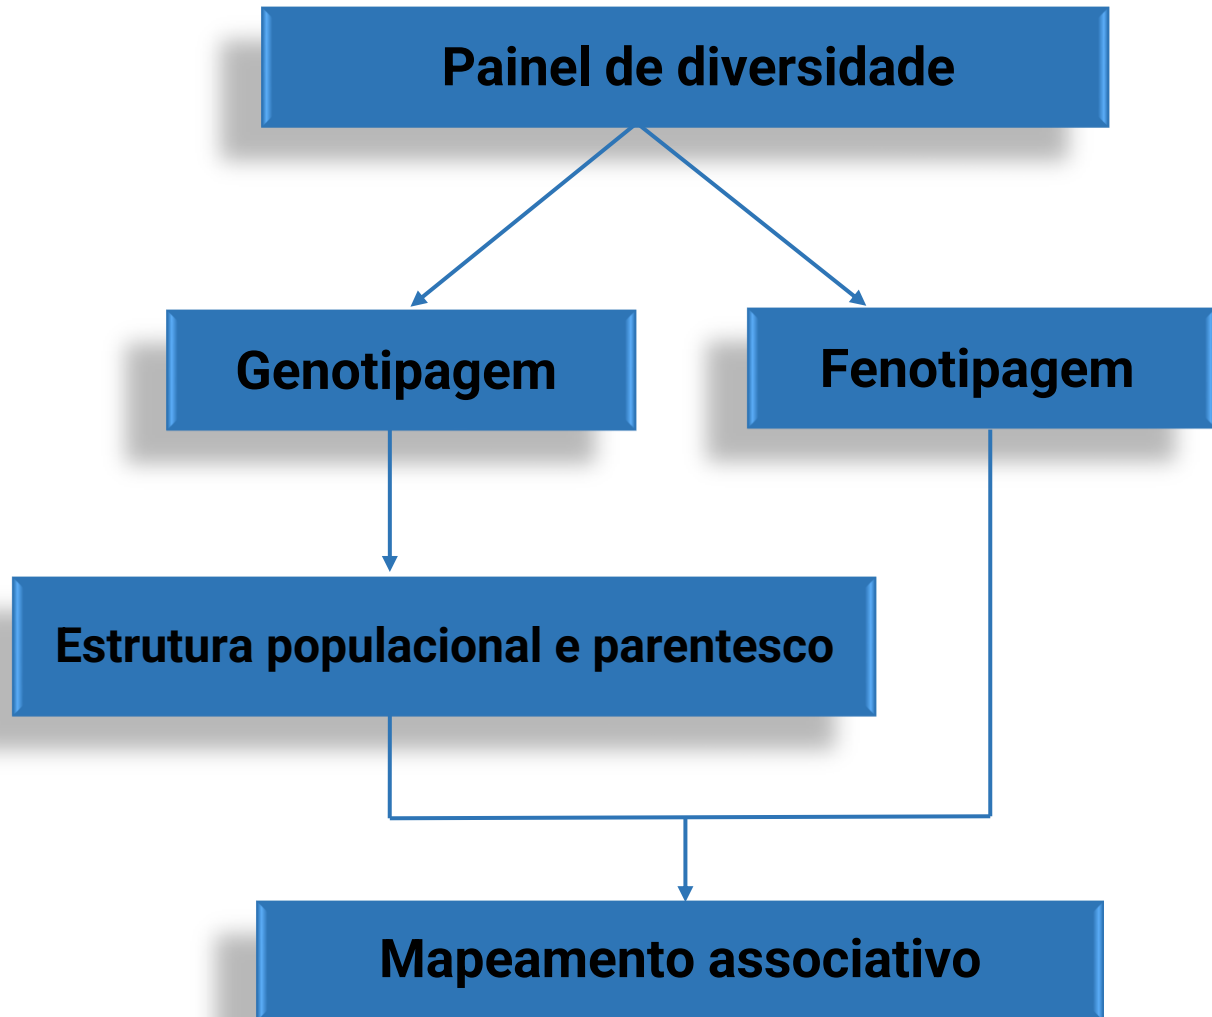 Painel de diversidade
Genotipagem
Fenotipagem
Estrutura populacional e parentesco
Mapeamento associativo